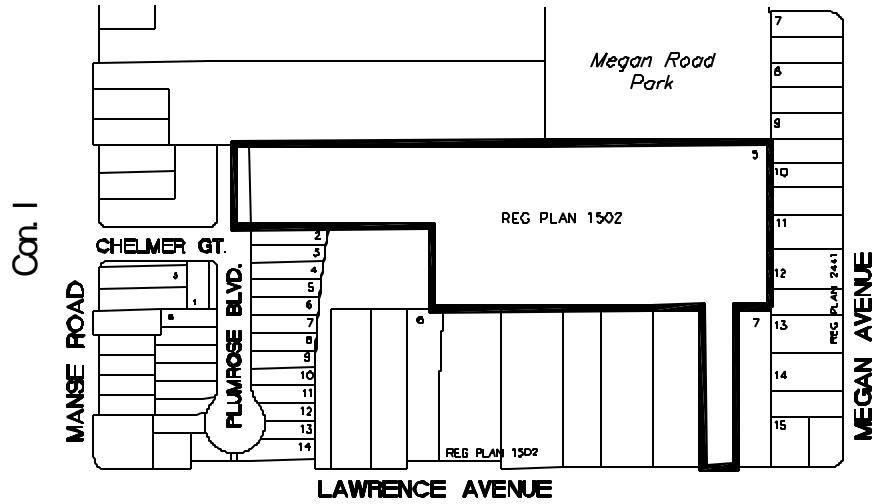 7
8
9
Megan Road
Park
5
10
REG PLAN 1502
11
Con. I
CHELMER GT.
2
3
4
5
6
7
8
9
10
11
12
13
14
1
6
7
12
13
14
15
REG PLAN 2441
MANSE ROAD
PLUMROSE BLVD.
MEGAN AVENUE
REG PLAN 1502
LAWRENCE AVENUE